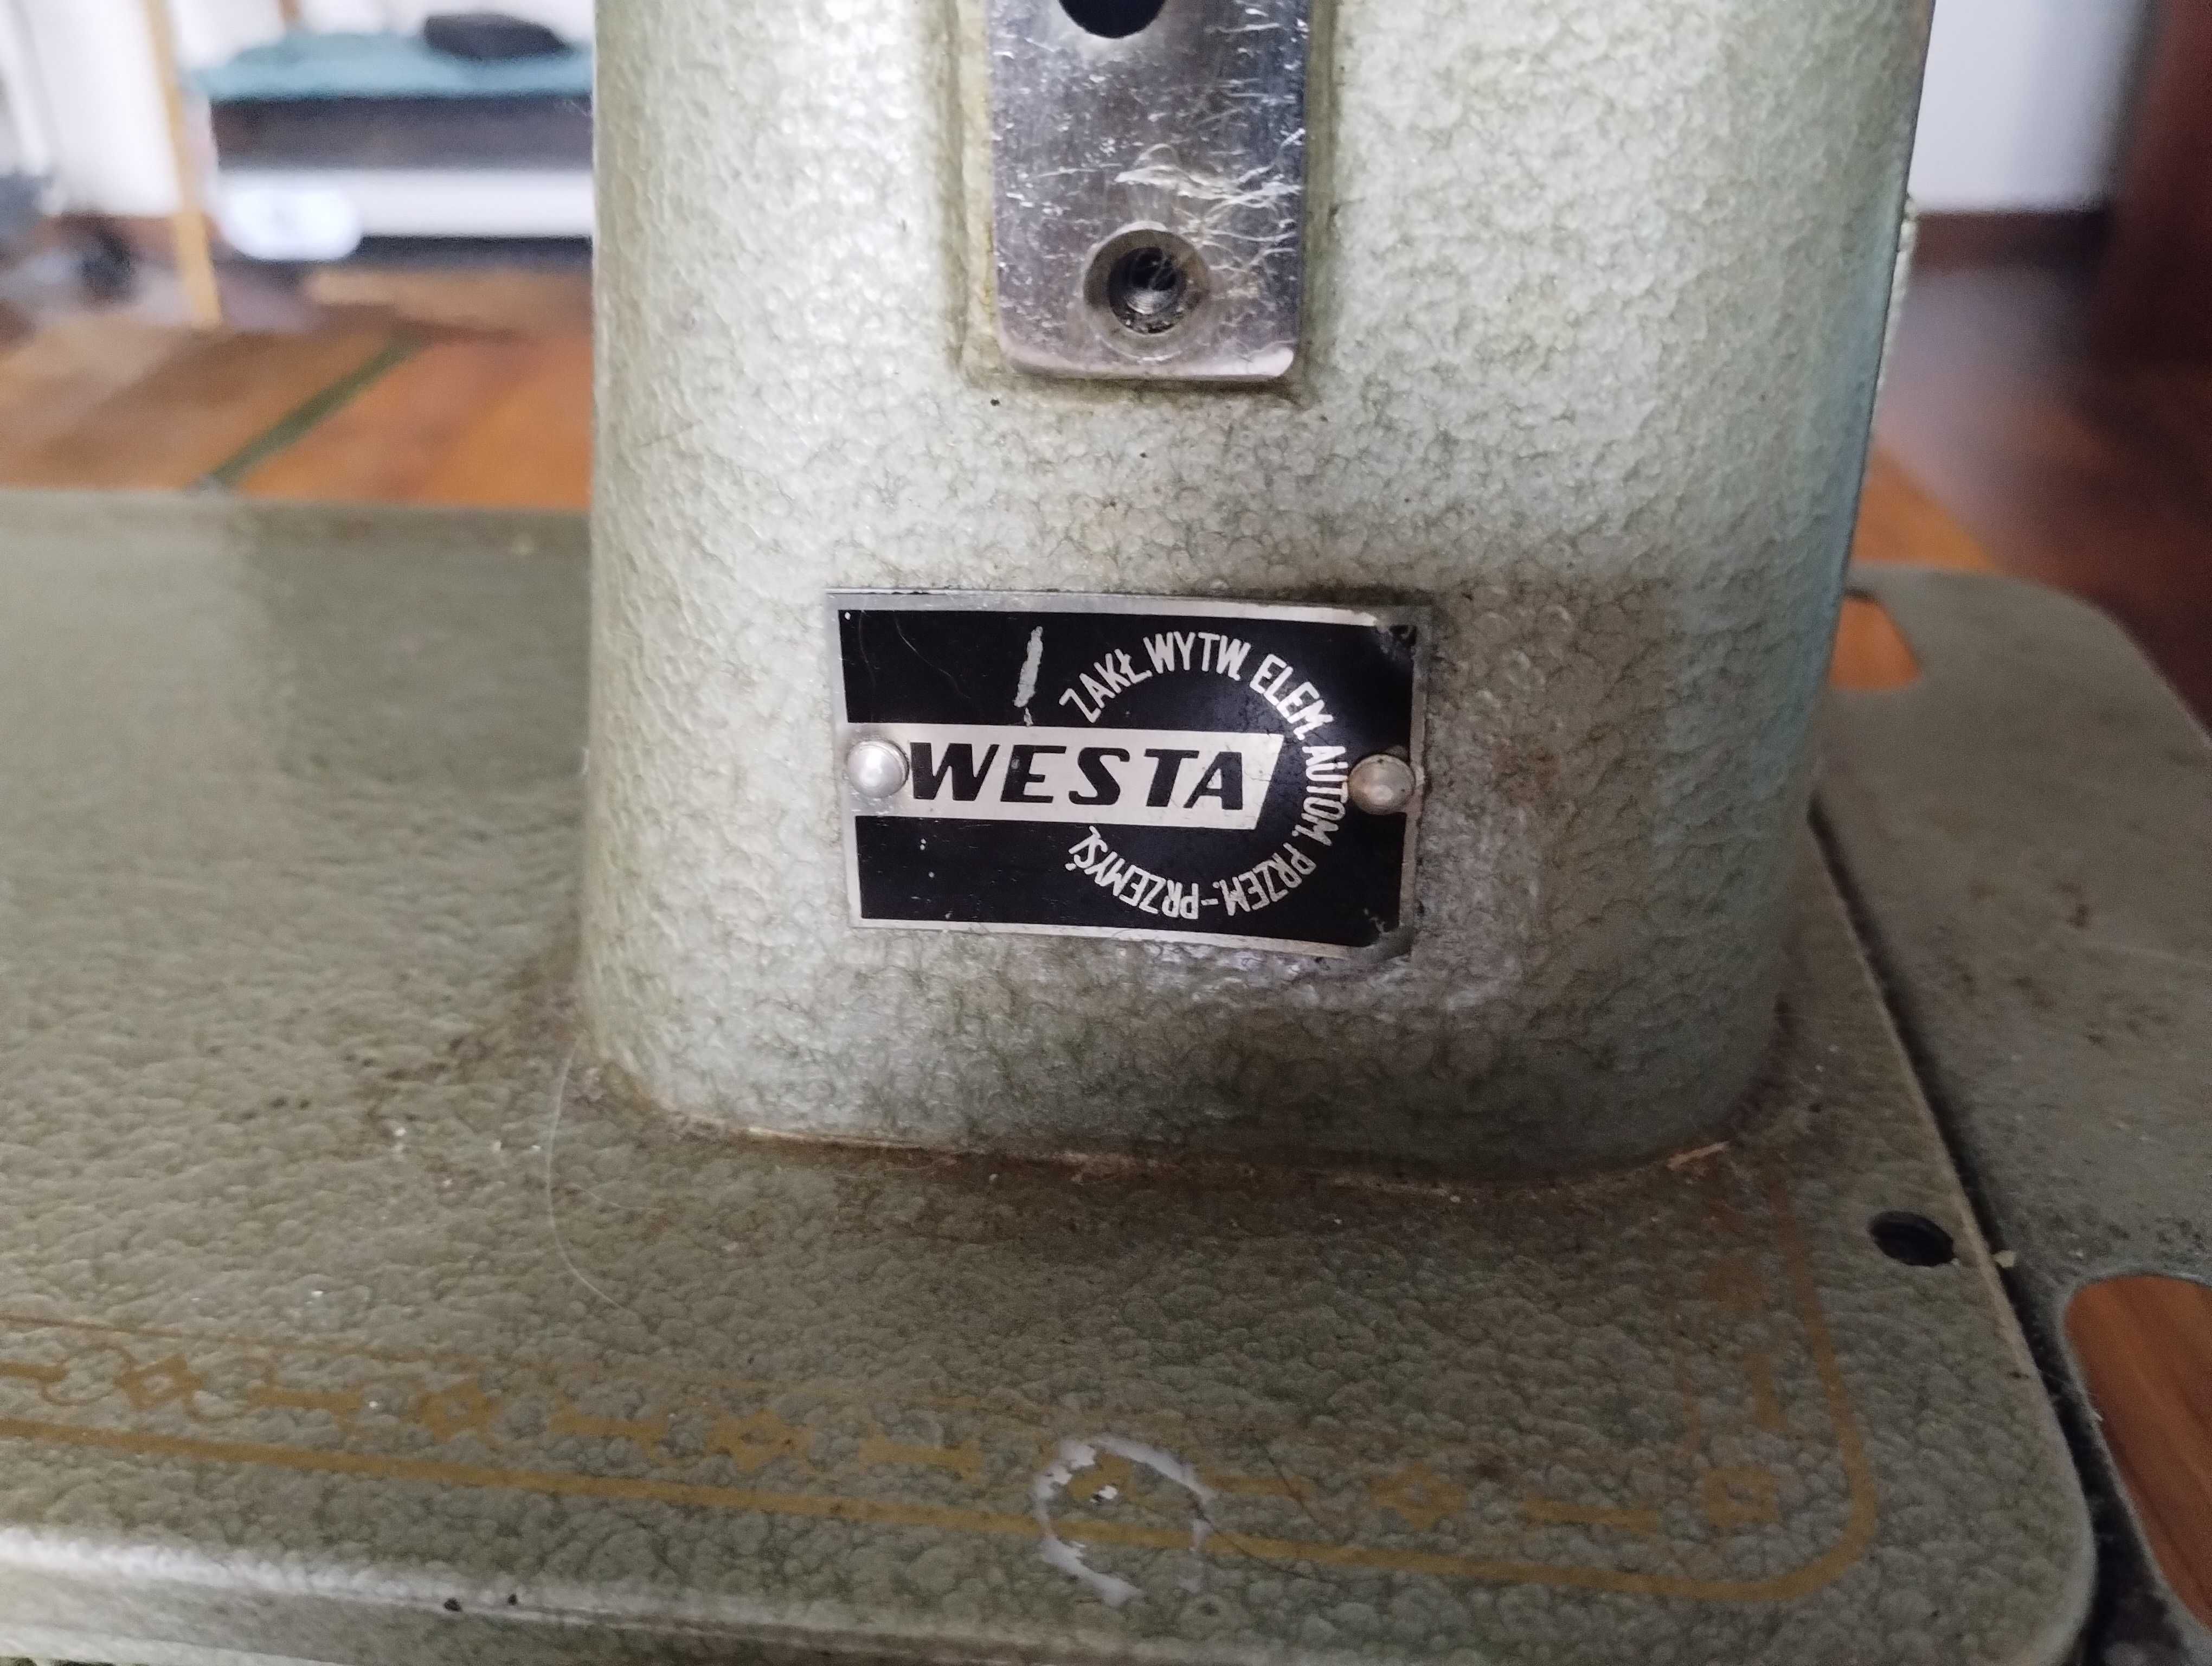 ZAKŁ. WYTW. ELEM. AUTOM. PRZEM.-PRZEMYŚL
WESTA